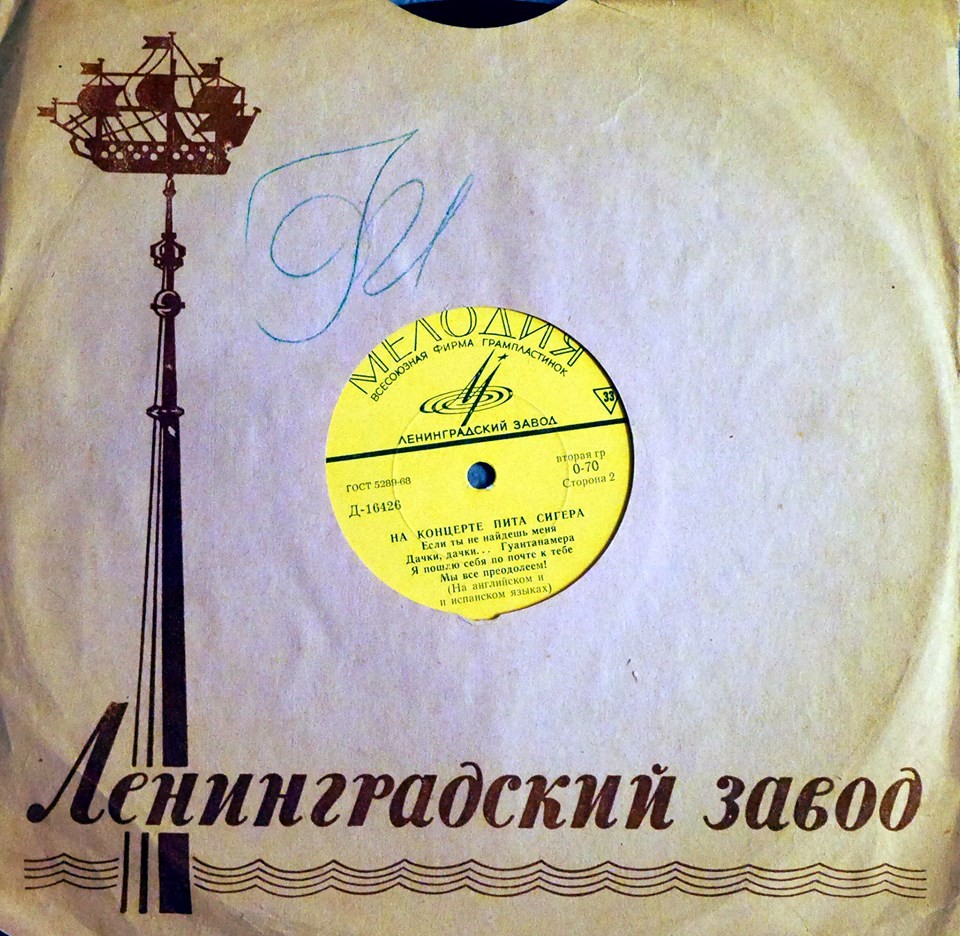 МЕЛОДИЯ
ВСЕСОЮЗНАЯ ФИРМА ГРАМПЛАСТИНОК
33
ЛЕНИНГРАДСКИЙ ЗАВОД
ГОСТ 5289-68
Д-16426
вторая гр
0-70
Сторона 2
НА КОНЦЕРТЕ ПИТА СИГЕРА
Если ты не найдешь меня
Дачки, дачки... Гуантанамера
Я пошлю себя по почте к тебе
Мы все преодолеем!
(На английском и
и испанском языках)
Ленинградский завод